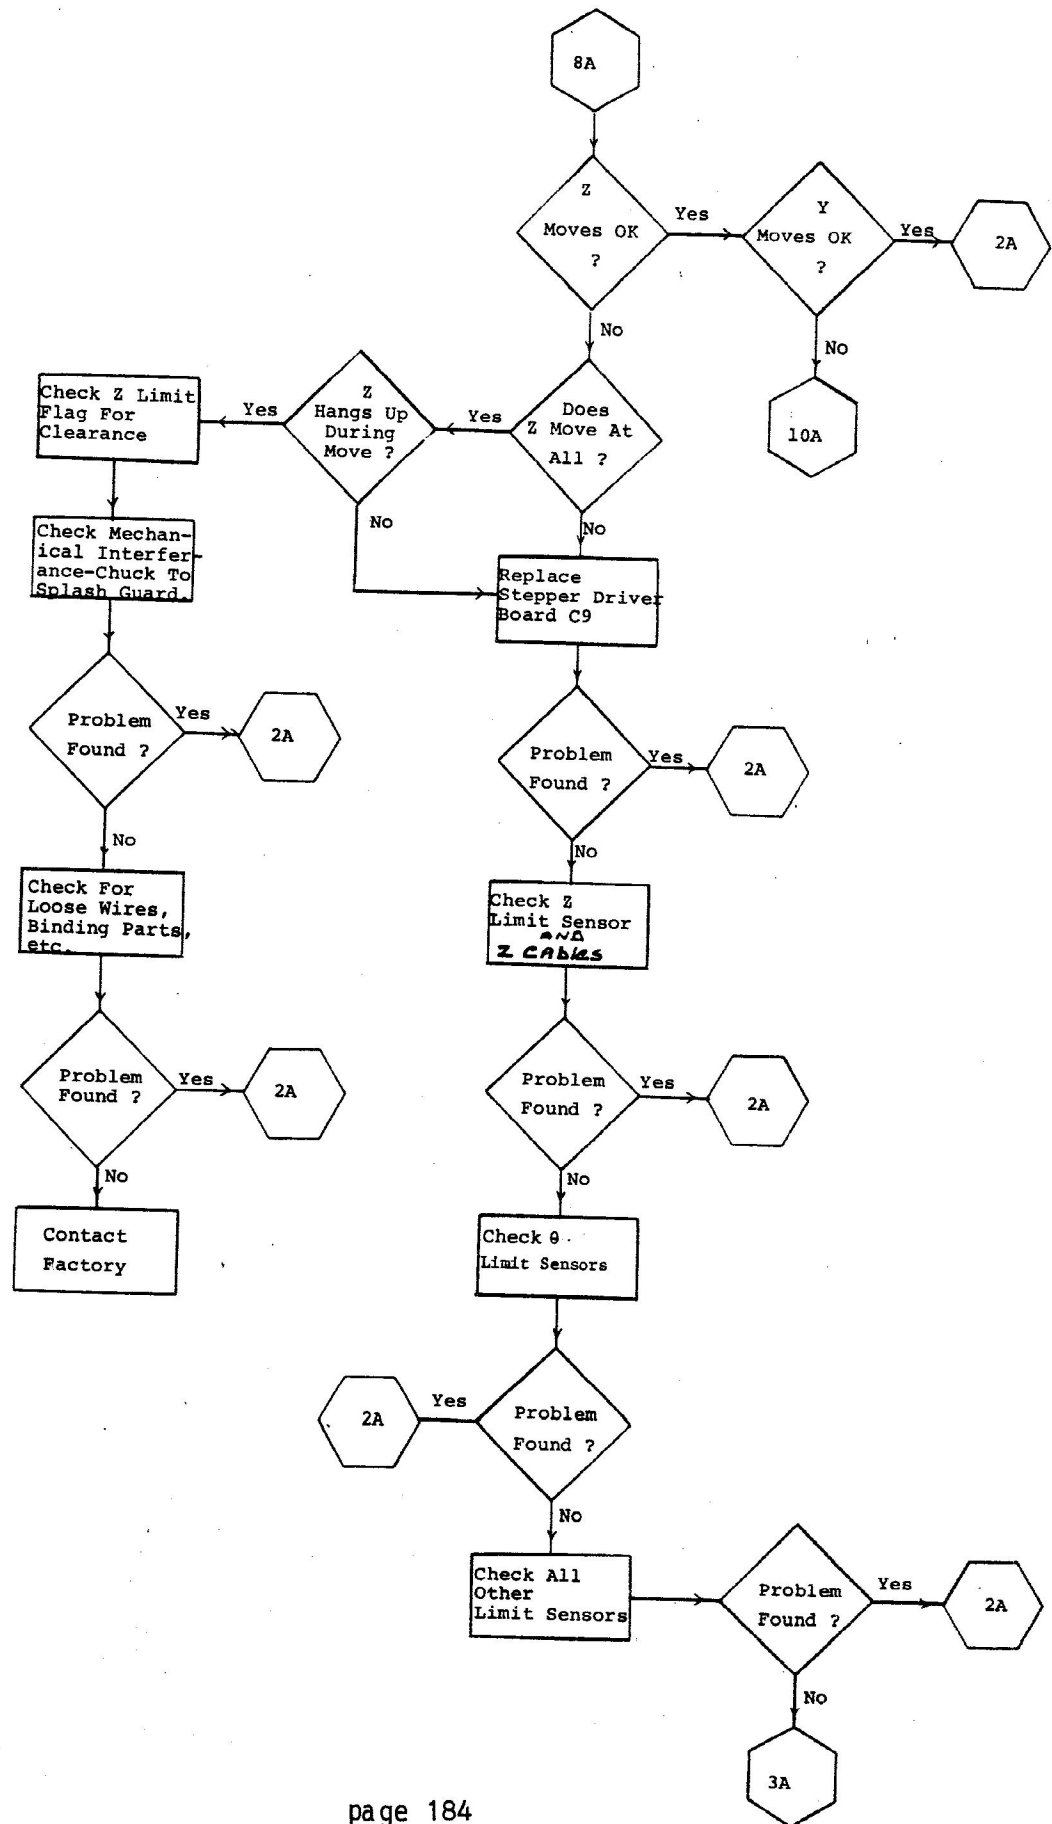 8A
Z
Moves OK
?
Yes
Y
Moves OK
?
Yes
2A
No
No
10A
Does
Z Move At
All ?
Yes
Z
Hangs Up
During
Move ?
Yes
Check Z Limit
Flag For
Clearance
Check Mechan-
ical Interfer-
ance-Chuck To
Splash Guard.
Problem
Found ?
Yes
2A
No
Check For
Loose Wires,
Binding Parts,
etc.
Problem
Found ?
Yes
2A
No
Contact
Factory
No
No
Replace
Stepper Driver
Board C9
Problem
Found ?
Yes
2A
No
Check Z
Limit Sensor
AND
Z CAbles
Problem
Found ?
Yes
2A
No
Check θ
Limit Sensors
Problem
Found ?
Yes
2A
No
Check All
Other
Limit Sensors
Problem
Found ?
Yes
2A
No
3A
page 184